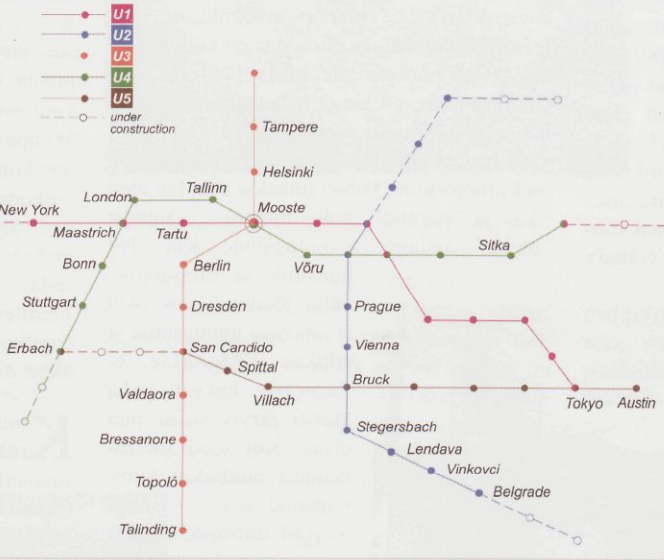 U1
U2
U3
U4
U5
under
construction
Tampere
Helsinki
London
Tallinn
Mooste
New York
Maastrich
Tartu
Sitka
Bonn
Berlin
Võru
Stuttgart
Dresden
Prague
Erbach
San Candido
Vienna
Spittal
Valdaora
Villach
Bruck
Tokyo
Austin
Bressanone
Stegersbach
Lendava
Vinkovci
Topoló
Belgrade
Talinding